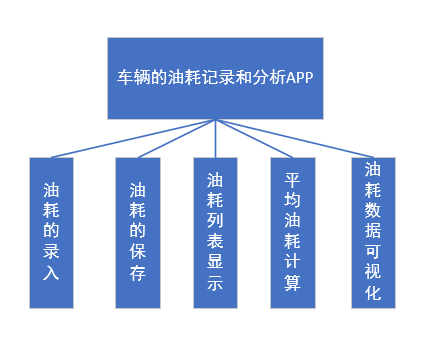 车辆的油耗记录和分析APP
油耗的录入
油耗的保存
油耗列表显示
平均油耗计算
油耗数据可视化